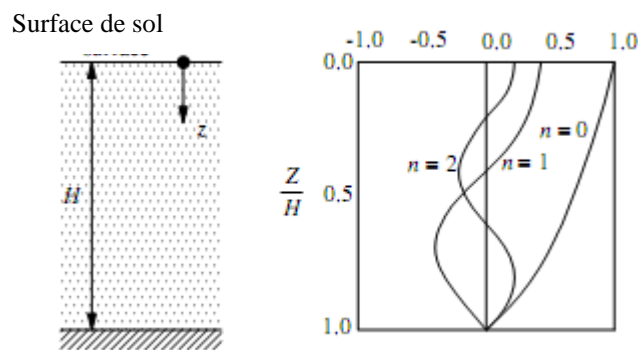 Surface de sol
z
H
-1.0 -0.5 0.0 0.5 1.0
0.0
n = 0
n = 2 n = 1
Z
H
0.5
1.0